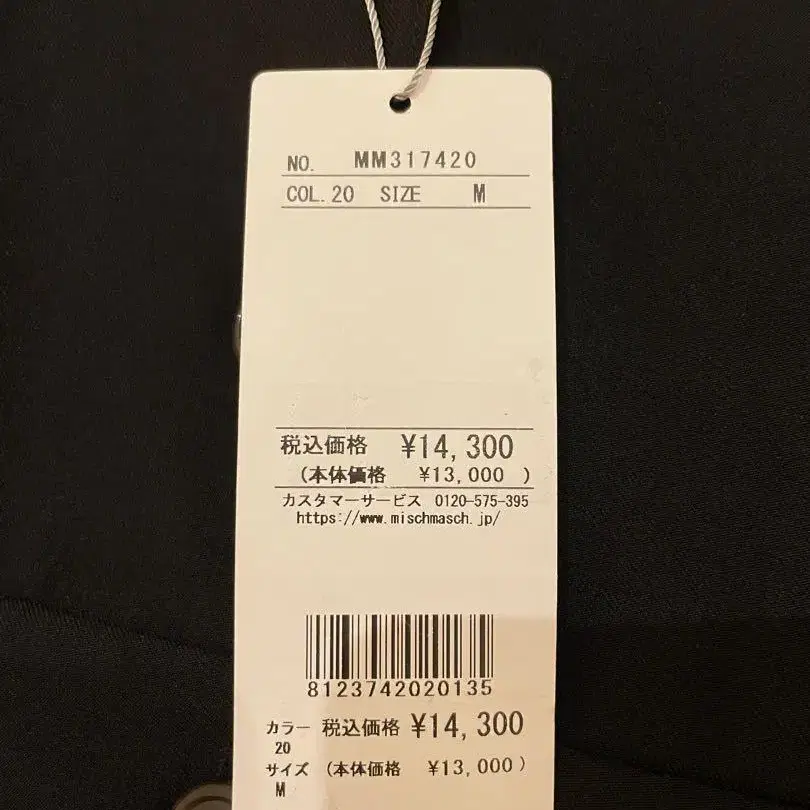 NO. MM317420
COL.20 SIZE M
税込価格 ¥14,300
(本体価格 ¥13,000 )
カスタマーサービス 0120-575-395
https://www.mischmasch.jp/
8123742020135
カラー 税込価格 ¥14,300
20
サイズ (本体価格 ¥13,000)
M